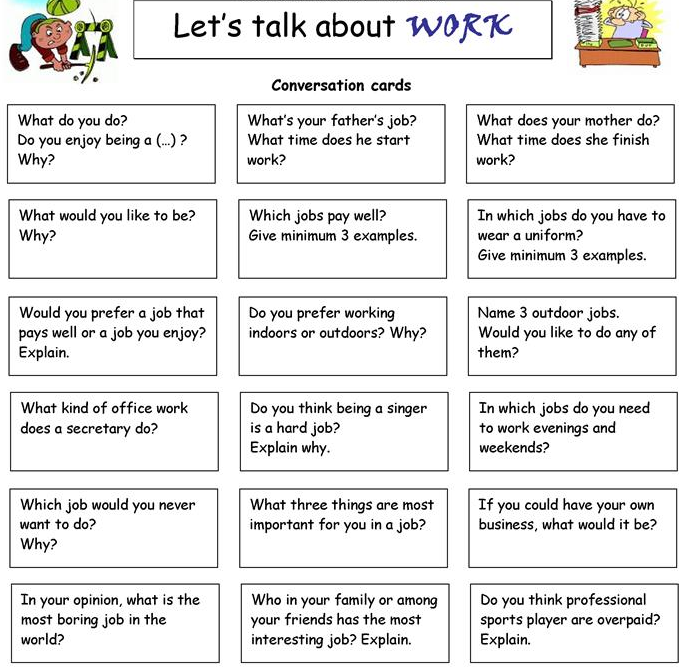 Let's talk about WORK
Conversation cards
What do you do?
Do you enjoy being a (...) ?
Why?
What's your father's job?
What time does he start
work?
What does your mother do?
What time does she finish
work?
What would you like to be?
Why?
Which jobs pay well?
Give minimum 3 examples.
In which jobs do you have to
wear a uniform?
Give minimum 3 examples.
Would you prefer a job that
pays well or a job you enjoy?
Explain.
Do you prefer working
indoors or outdoors? Why?
Name 3 outdoor jobs.
Would you like to do any of
them?
What kind of office work
does a secretary do?
Do you think being a singer
is a hard job?
Explain why.
In which jobs do you need
to work evenings and
weekends?
Which job would you never
want to do?
Why?
What three things are most
important for you in a job?
If you could have your own
business, what would it be?
In your opinion, what is the
most boring job in the
world?
Who in your family or among
your friends has the most
interesting job? Explain.
Do you think professional
sports player are overpaid?
Explain.